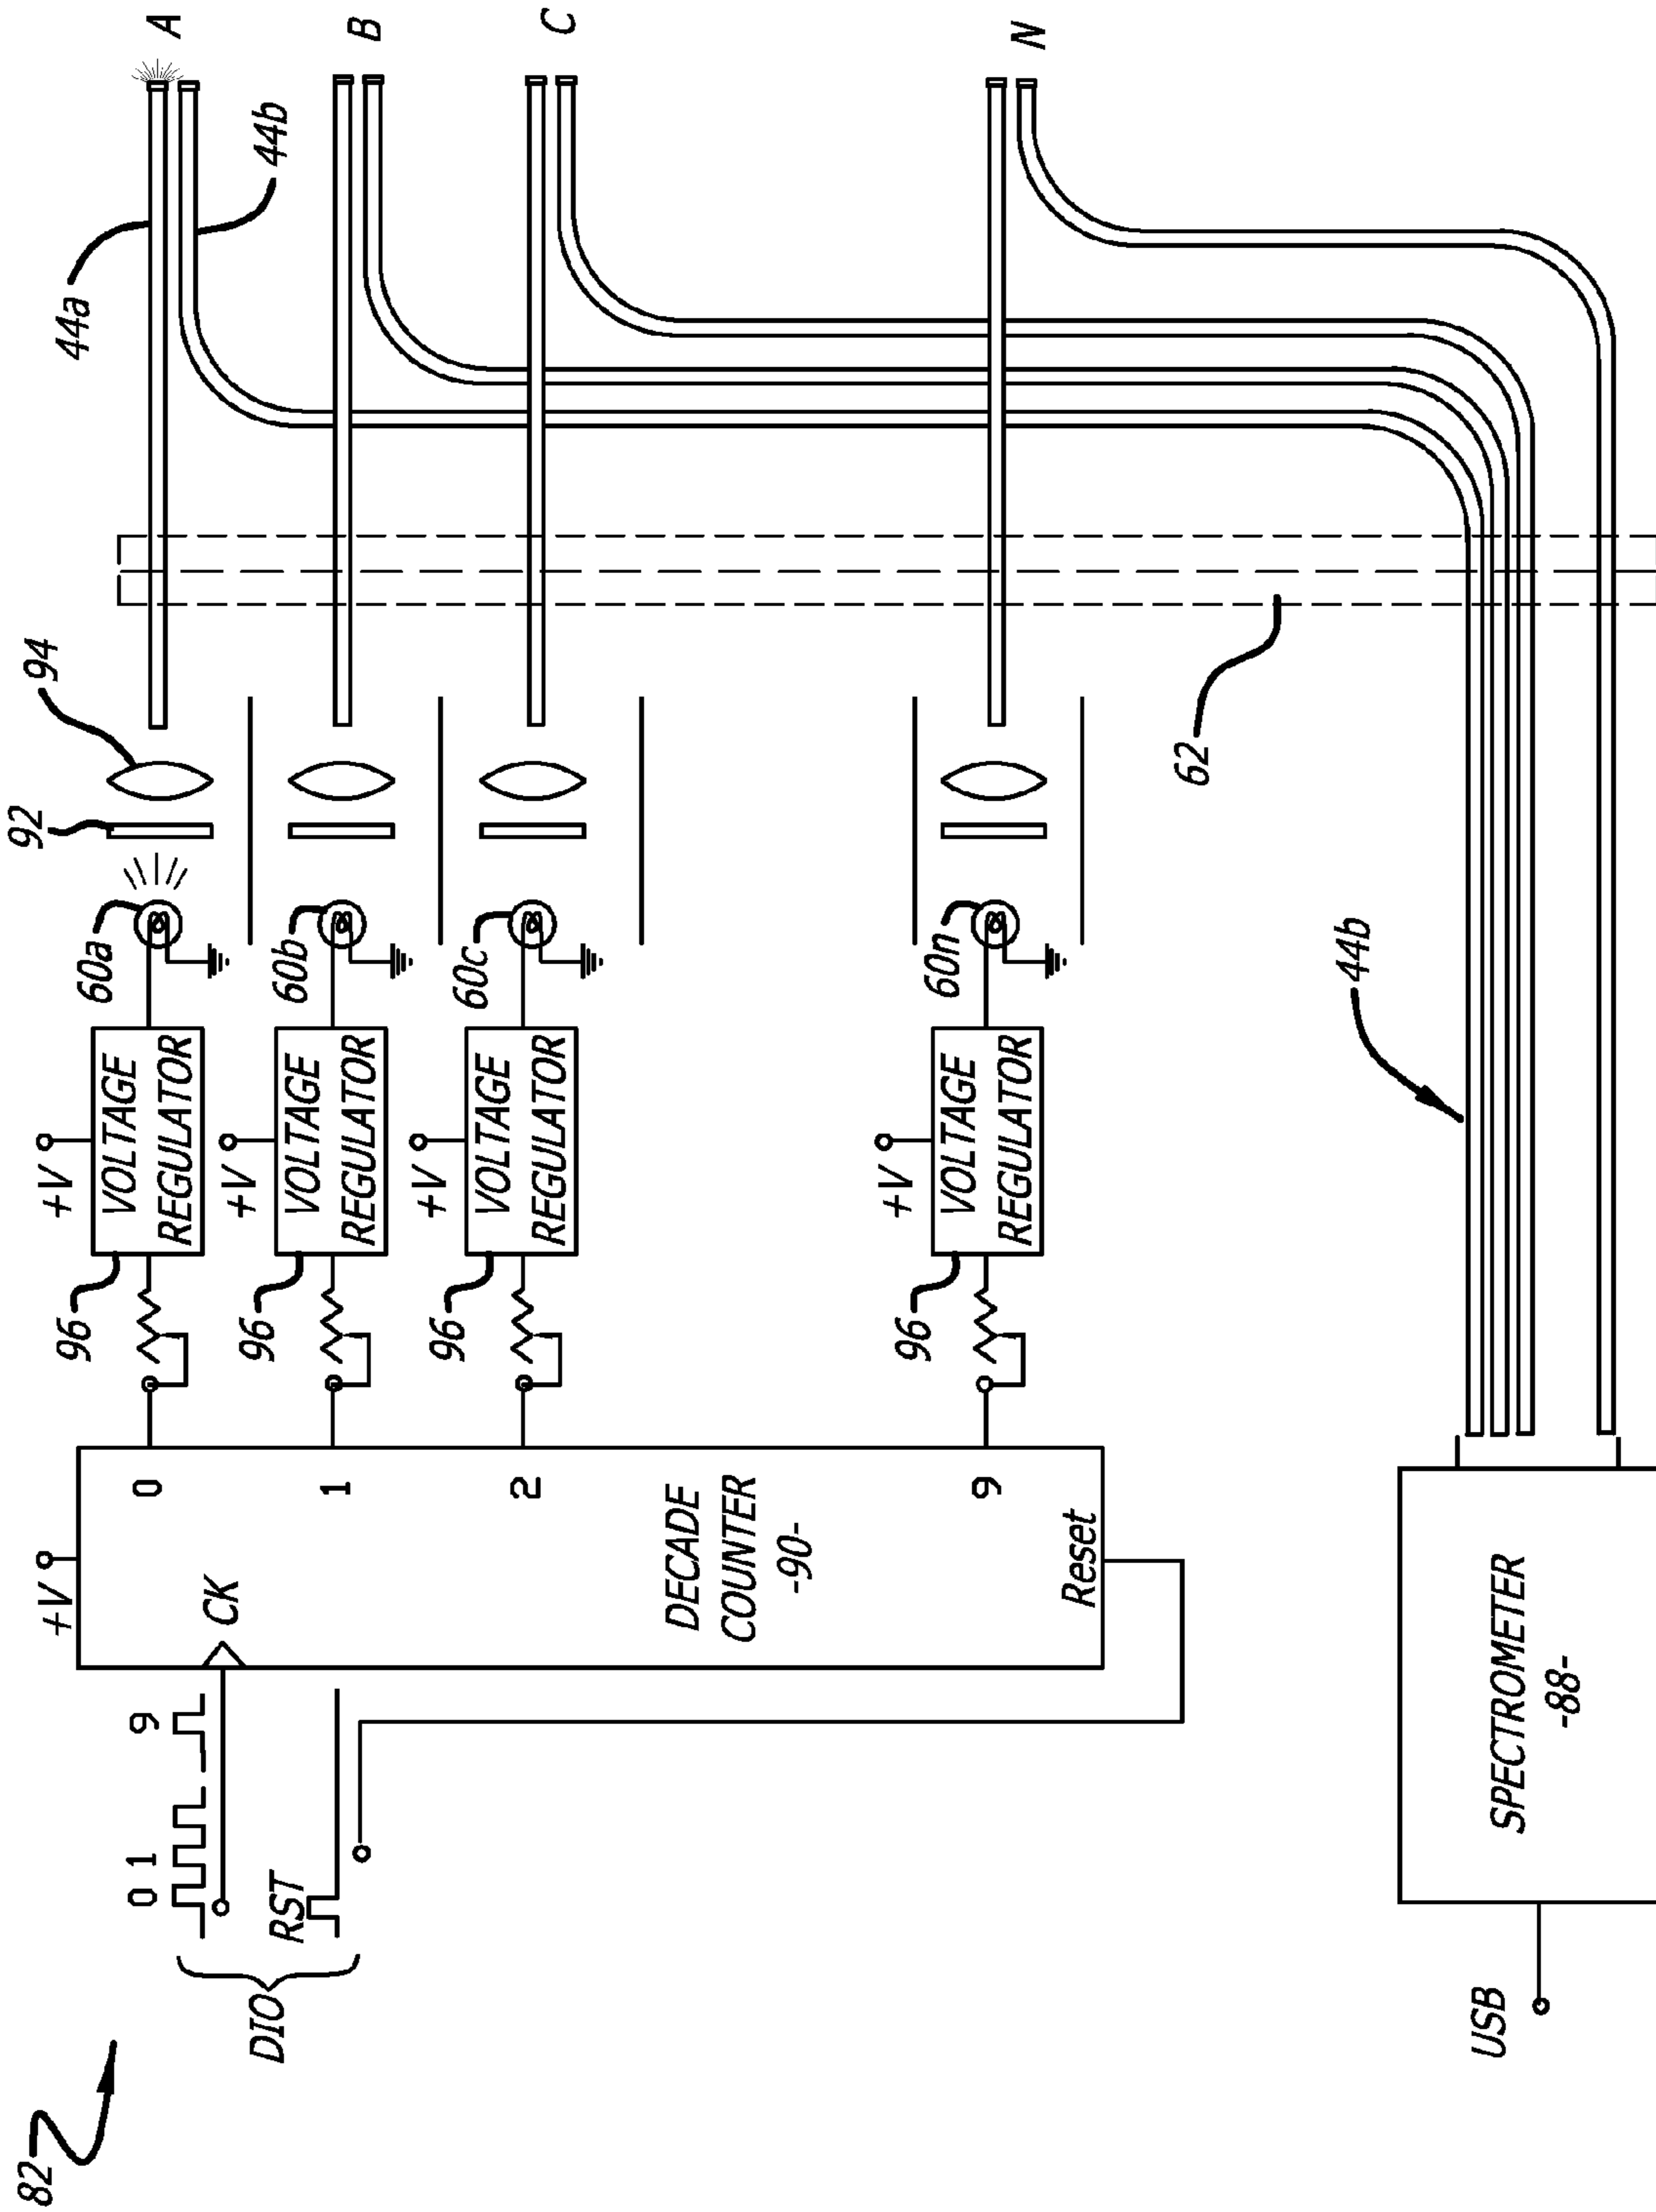 82
DIO
0 1 9
RST
+V
CK
0
1
2
9
DECADE
COUNTER
-90-
Reset
96
+V
VOLTAGE
REGULATOR
60a
92
94
44a
44b
A
96
+V
VOLTAGE
REGULATOR
60b
B
96
+V
VOLTAGE
REGULATOR
60c
C
96
+V
VOLTAGE
REGULATOR
60n
N
62
44b
USB
SPECTROMETER
-88-